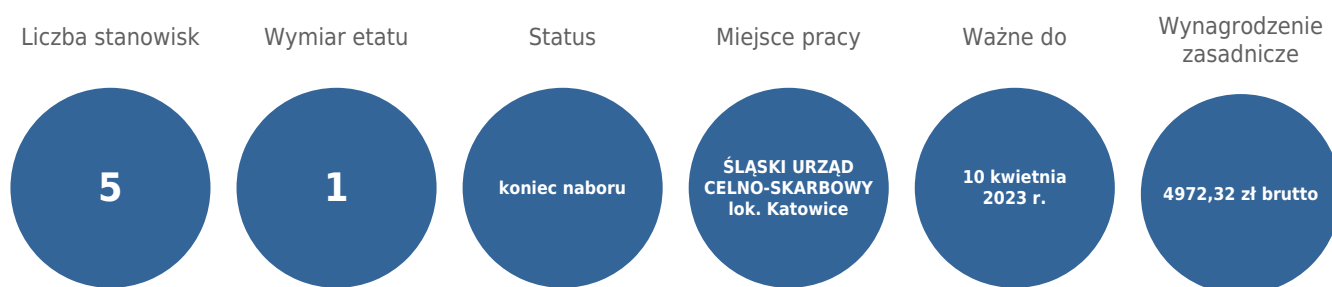 Liczba stanowisk
Wymiar etatu
Status
Miejsce pracy
Ważne do
Wynagrodzenie
zasadnicze
5
1
koniec naboru
ŚLĄSKI URZĄD
CELNO-SKARBOWY
lok. Katowice
10 kwietnia
2023 r.
4972,32 zł brutto